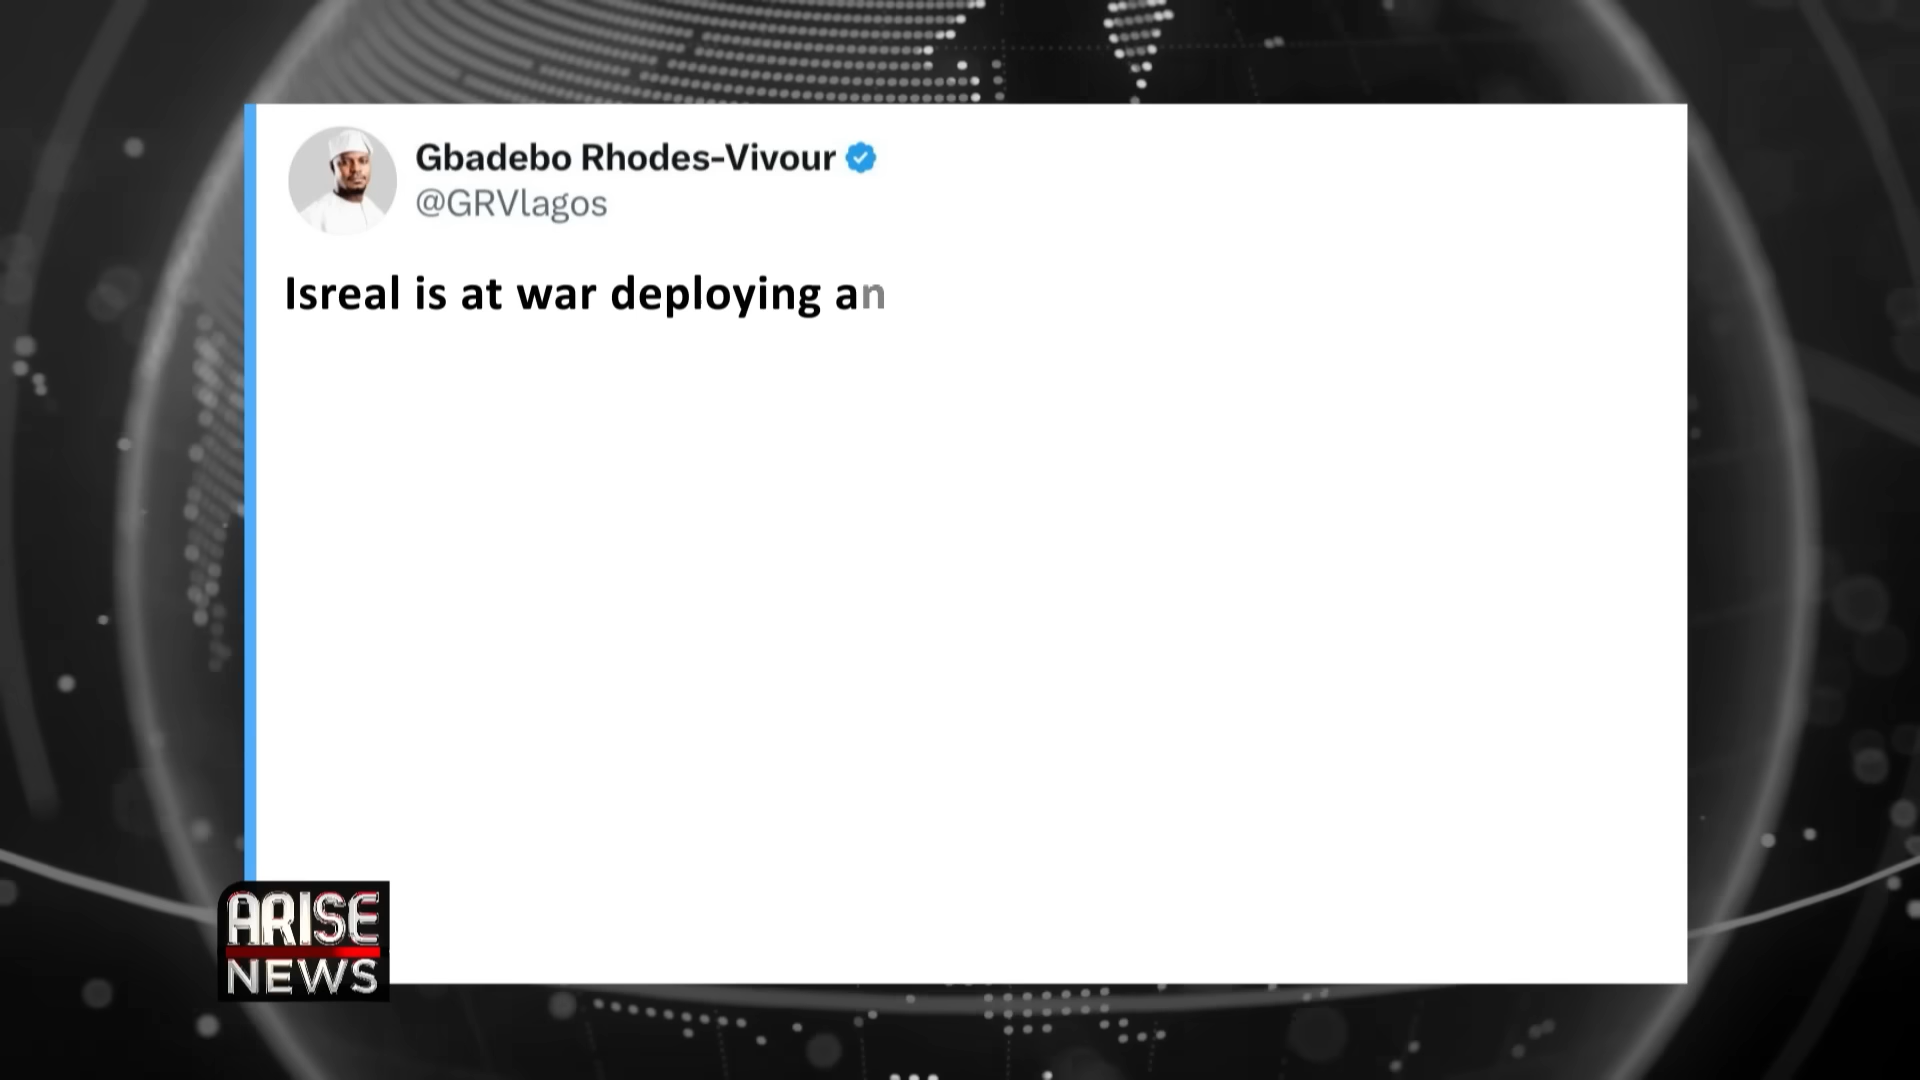 Gbadebo Rhodes-Vivour
@GRVlagos
Isreal is at war deploying an
ARISE
NEWS